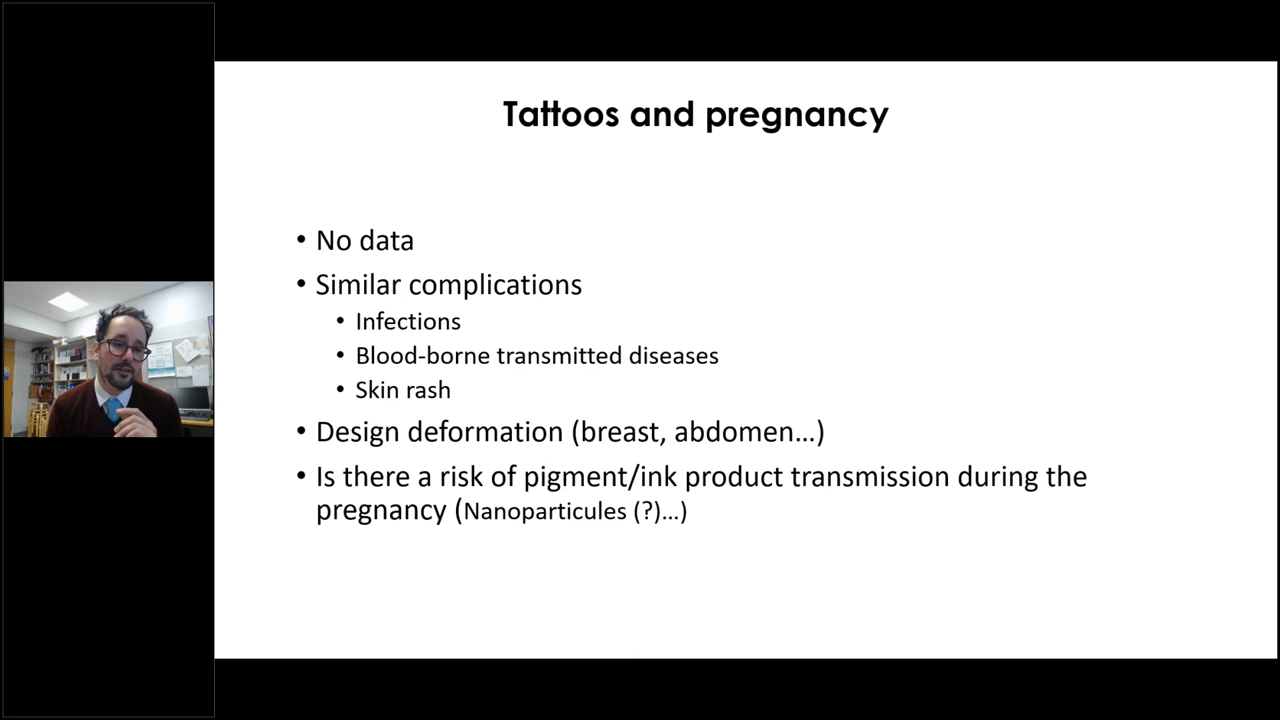 Tattoos and pregnancy
• No data
• Similar complications
• Infections
• Blood-borne transmitted diseases
• Skin rash
• Design deformation (breast, abdomen...)
• Is there a risk of pigment/ink product transmission during the
pregnancy (Nanoparticules (?)...)